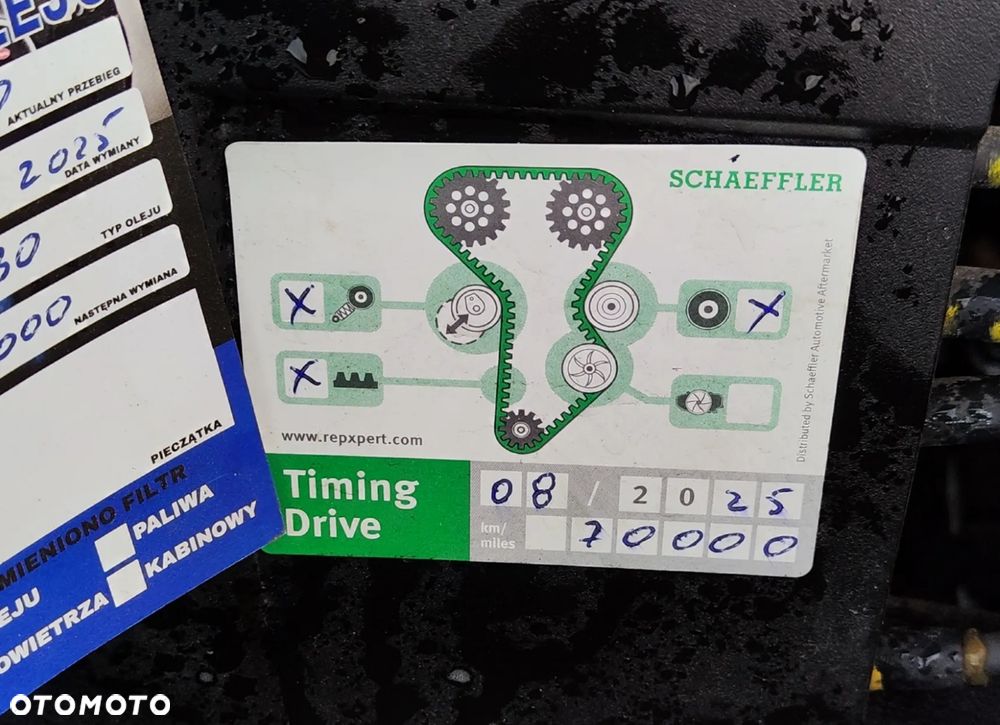 AKTUALNY PRZEBIEG
2025
DATA WYMIANY
30
TYP OLEJU
000
NASTĘPNA WYMIANA
PIECZĄTKA
MIENIONO FILTR
PALIWA
KABINOWY
EJU
OWIETRZA
SCHAEFFLER
X
X
X
www.repxpert.com
Distributed by Schaeffler Automotive Aftermarket
Timing
Drive
08 / 2025
km/
miles
70000
OTOMOTO